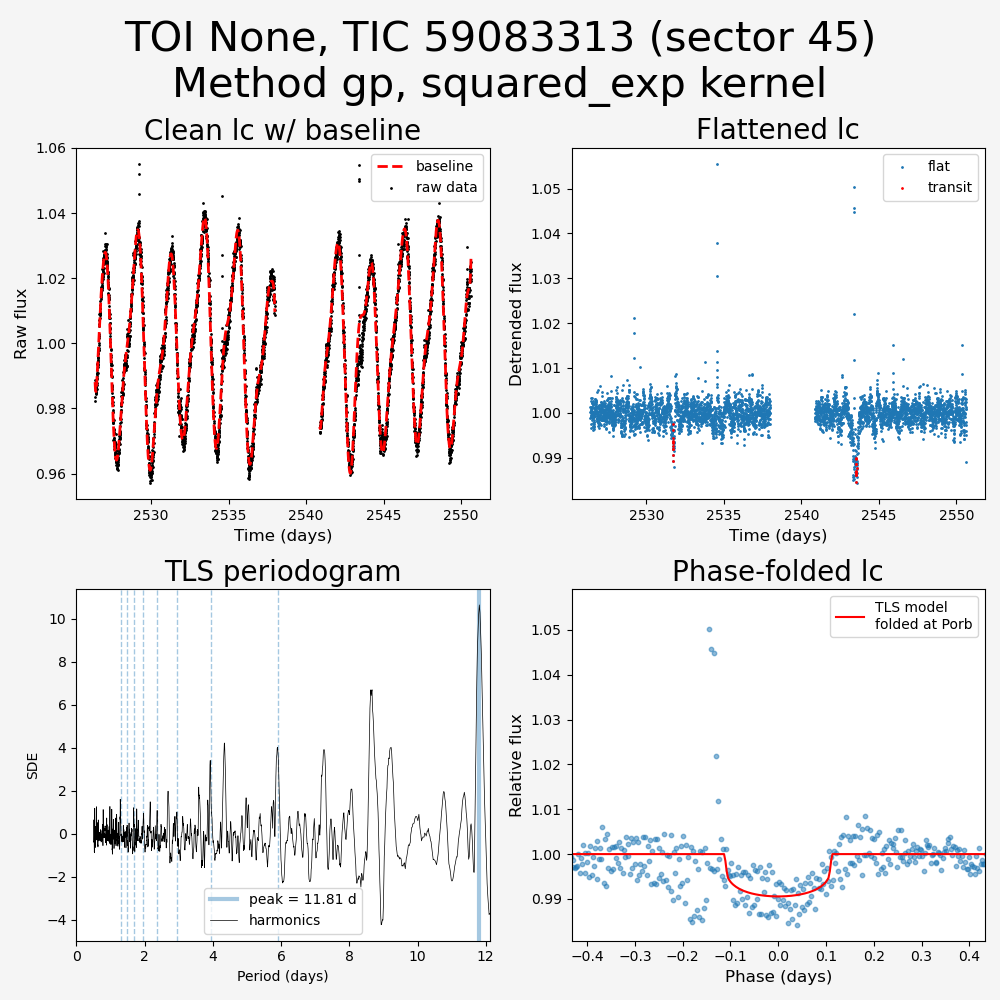 TOI None, TIC 59083313 (sector 45)
Method gp, squared_exp kernel
Clean lc w/ baseline
Raw flux
1.06
1.04
1.02
1.00
0.98
0.96
baseline
raw data
2530
2535
2540
2545
2550
Time (days)
Flattened lc
Detrended flux
1.05
1.04
1.03
1.02
1.01
1.00
0.99
flat
transit
2530
2535
2540
2545
2550
Time (days)
TLS periodogram
SDE
10
8
6
4
2
0
−2
−4
peak = 11.81 d
harmonics
0
2
4
6
8
10
12
Period (days)
Phase-folded lc
Relative flux
1.05
1.04
1.03
1.02
1.01
1.00
0.99
TLS model
folded at Porb
−0.4
−0.3
−0.2
−0.1
0.0
0.1
0.2
0.3
0.4
Phase (days)